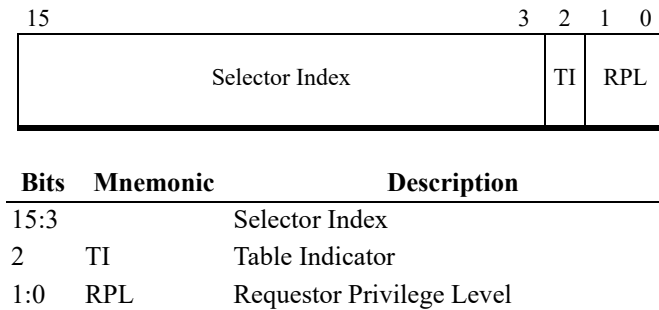 15 3 2 1 0
Selector Index TI RPL
Bits Mnemonic Description
15:3 Selector Index
2 TI Table Indicator
1:0 RPL Requestor Privilege Level